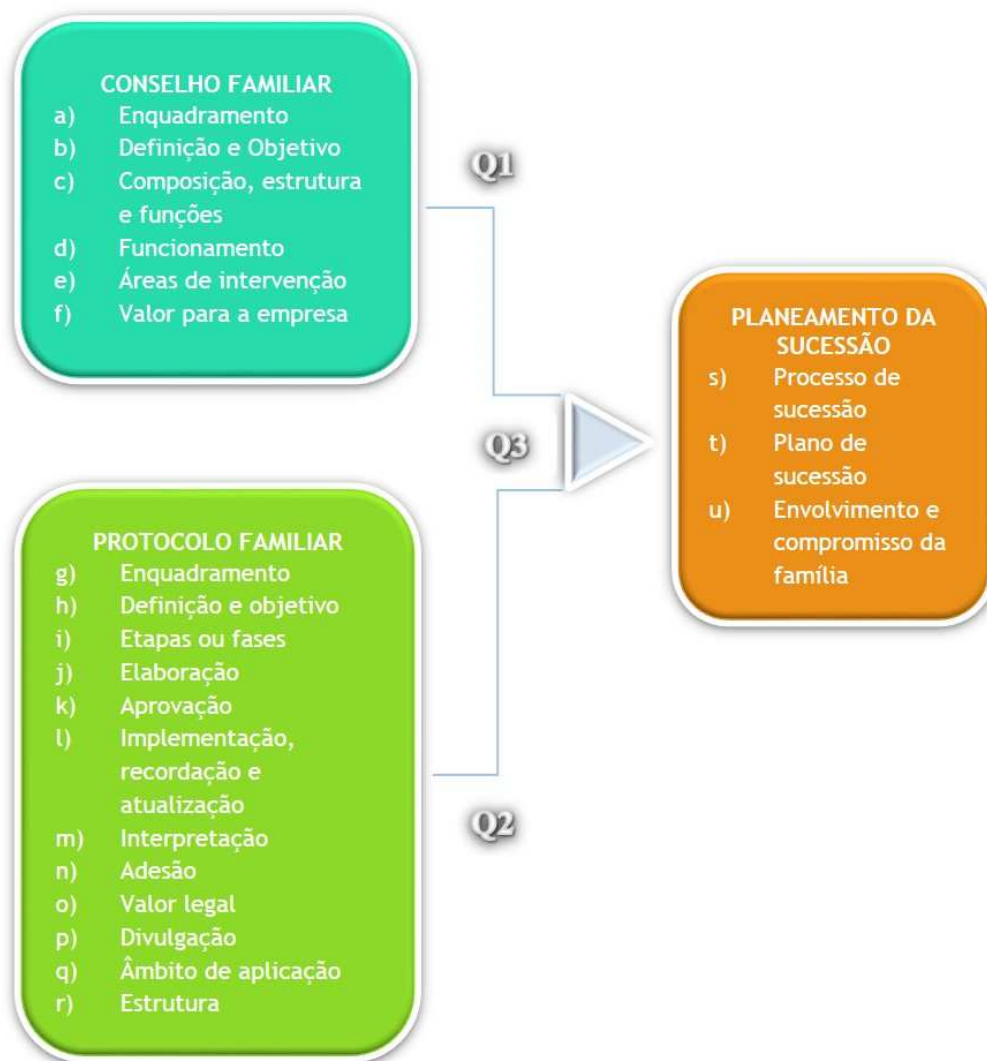 CONSELHO FAMILIAR
a) Enquadramento
b) Definição e Objetivo
c) Composição, estrutura
e funções
d) Funcionamento
e) Áreas de intervenção
f) Valor para a empresa
Q1
PLANEAMENTO DA
SUCESSÃO
s) Processo de
sucessão
t) Plano de
sucessão
u) Envolvimento e
compromisso da
família
Q3
PROTOCOLO FAMILIAR
g) Enquadramento
h) Definição e objetivo
i) Etapas ou fases
j) Elaboração
k) Aprovação
l) Implementação,
recordação e
atualização
m) Interpretação
n) Adesão
o) Valor legal
p) Divulgação
q) Âmbito de aplicação
r) Estrutura
Q2